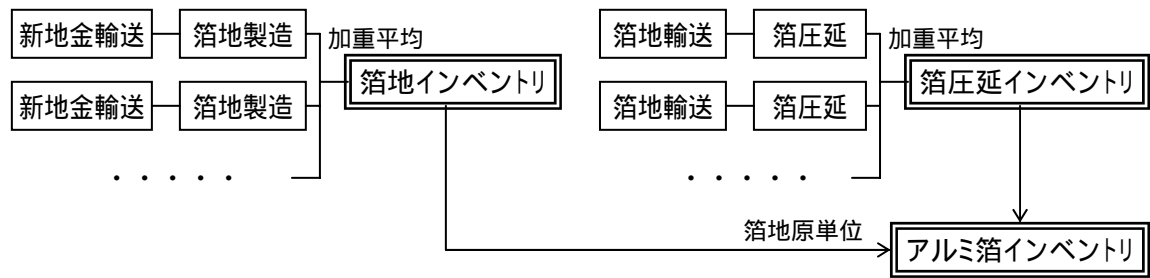 新地金輸送 箔地製造 加重平均
箔地インベントリ
新地金輸送 箔地製造
・・・・・
箔地輸送 箔圧延 加重平均
箔圧延インベントリ
箔地輸送 箔圧延
・・・・・
箔地原単位
アルミ箔インベントリ